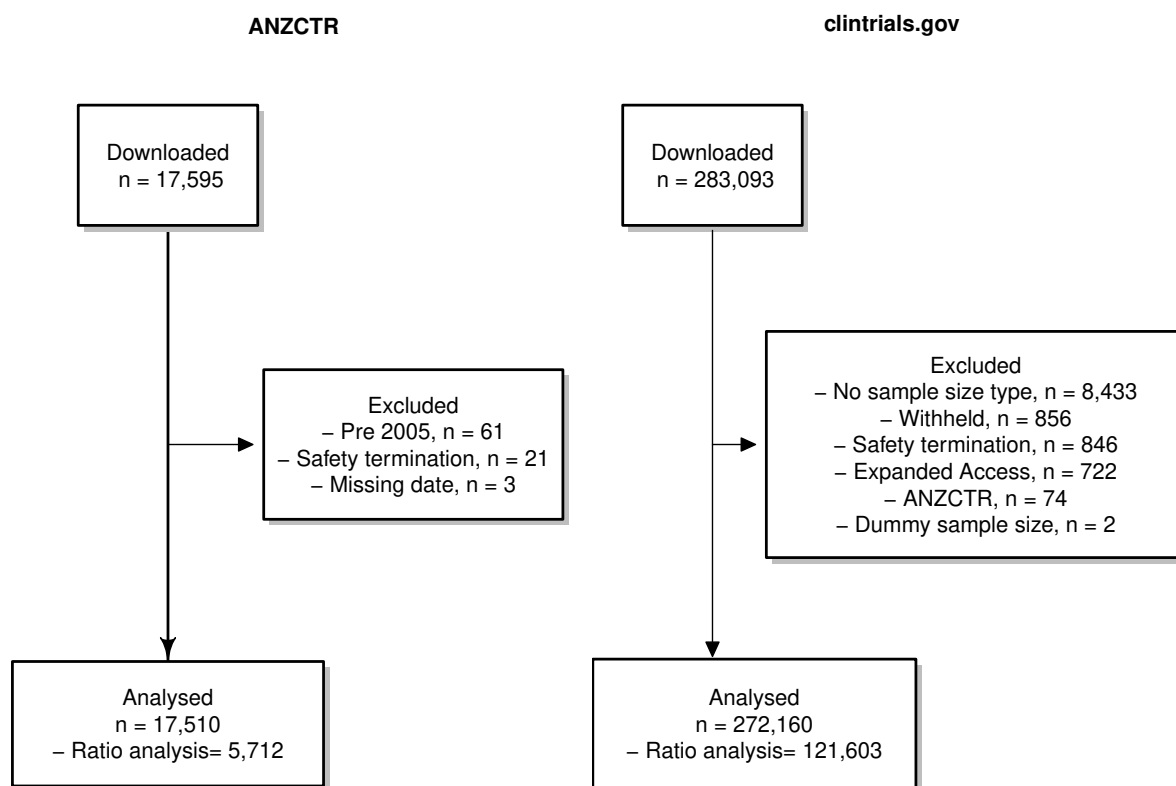 ANZCTR
Downloaded
n = 17,595
Excluded
– Pre 2005, n = 61
– Safety termination, n = 21
– Missing date, n = 3
Analysed
n = 17,510
– Ratio analysis= 5,712
clintrials.gov
Downloaded
n = 283,093
Excluded
– No sample size type, n = 8,433
– Withheld, n = 856
– Safety termination, n = 846
– Expanded Access, n = 722
– ANZCTR, n = 74
– Dummy sample size, n = 2
Analysed
n = 272,160
– Ratio analysis= 121,603